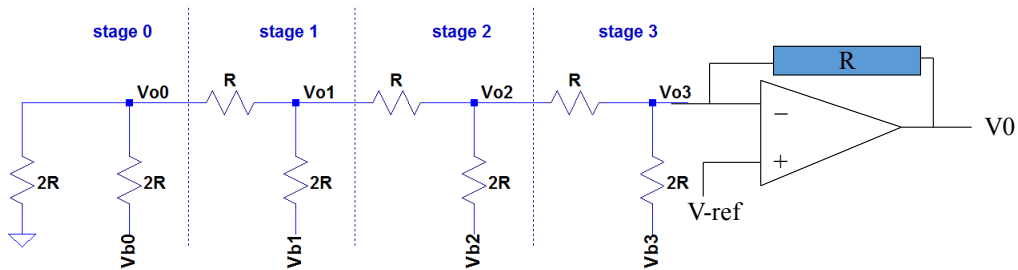 stage 0 stage 1 stage 2 stage 3
R
R R R
Vo0 Vo1 Vo2 Vo3
−
V0
+
2R 2R 2R 2R 2R
V-ref
Vb0 Vb1 Vb2 Vb3